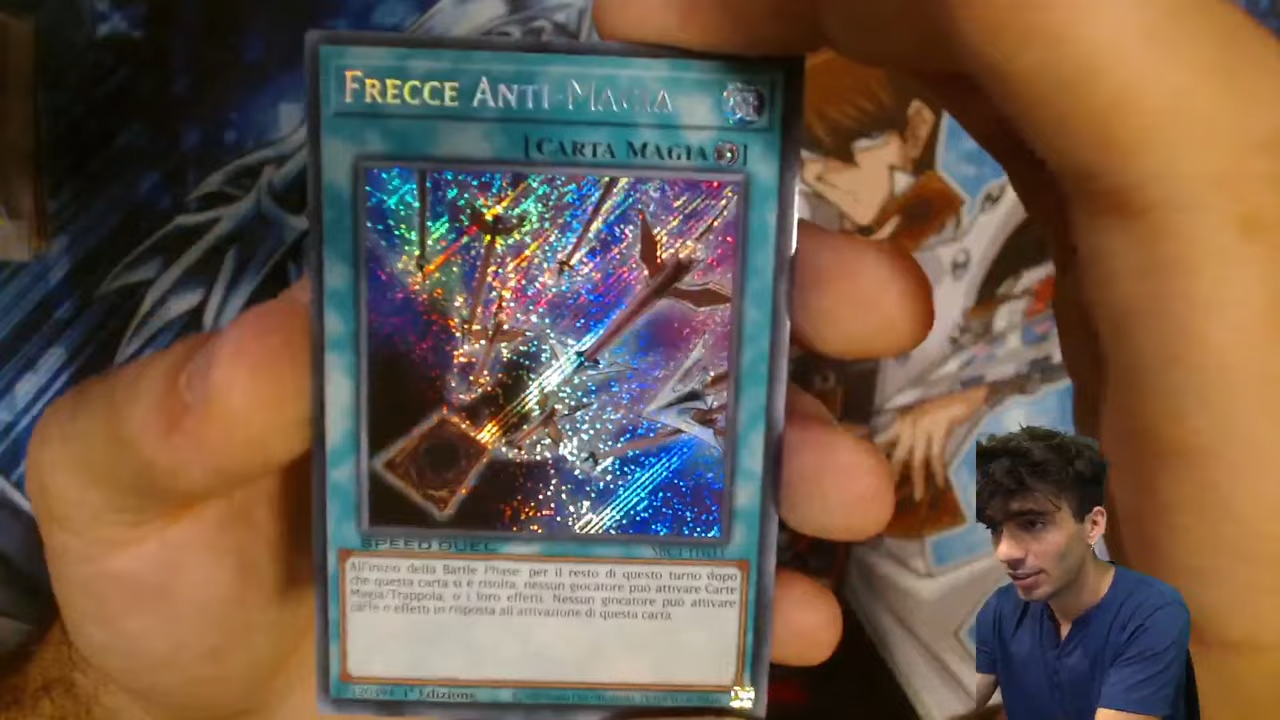 FRECCE ANTI-MAGIA
[CARTA MAGIA]
SPEED DUEL
All'inizio della Battle Phase: per il resto di questo turno dopo
che questa carta si è risolta, nessun giocatore può attivare Carte
Magia/Trappola, o i loro effetti. Nessun giocatore può attivare
carte o effetti in risposta all'attivazione di questa carta.
1ª Edizione